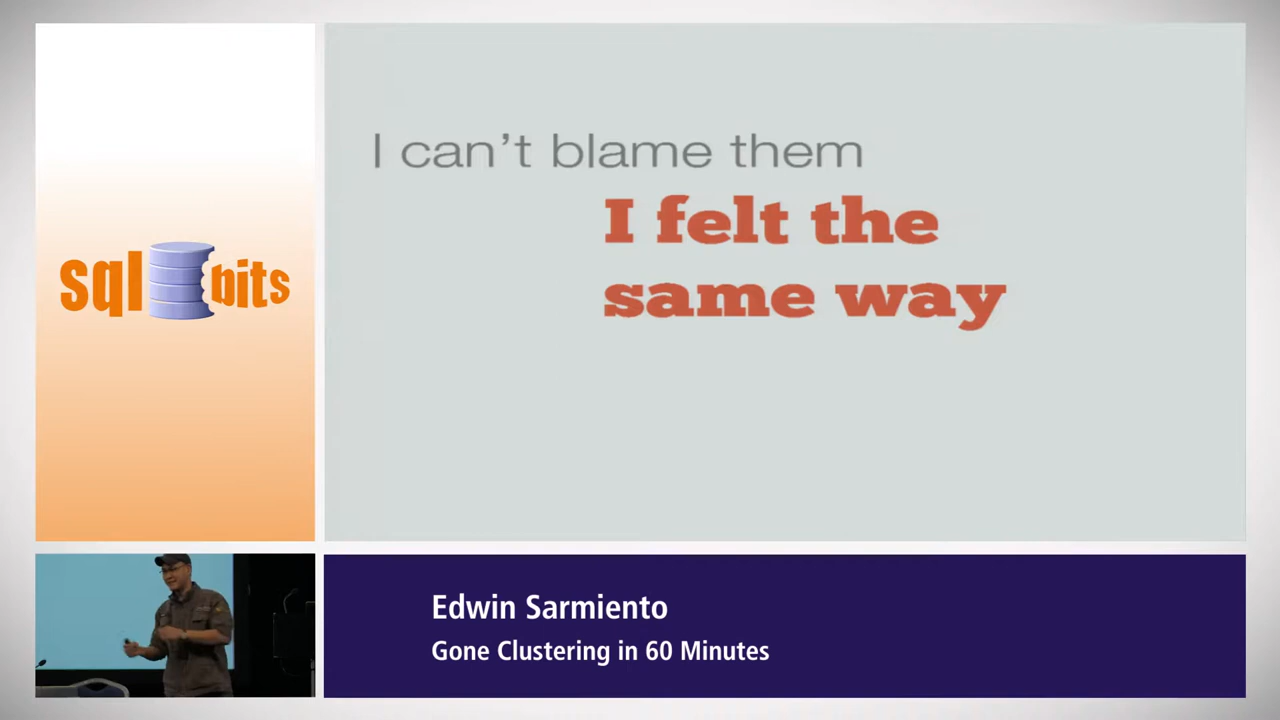 I can't blame them
I felt the
same way
sql bits
Edwin Sarmiento
Gone Clustering in 60 Minutes